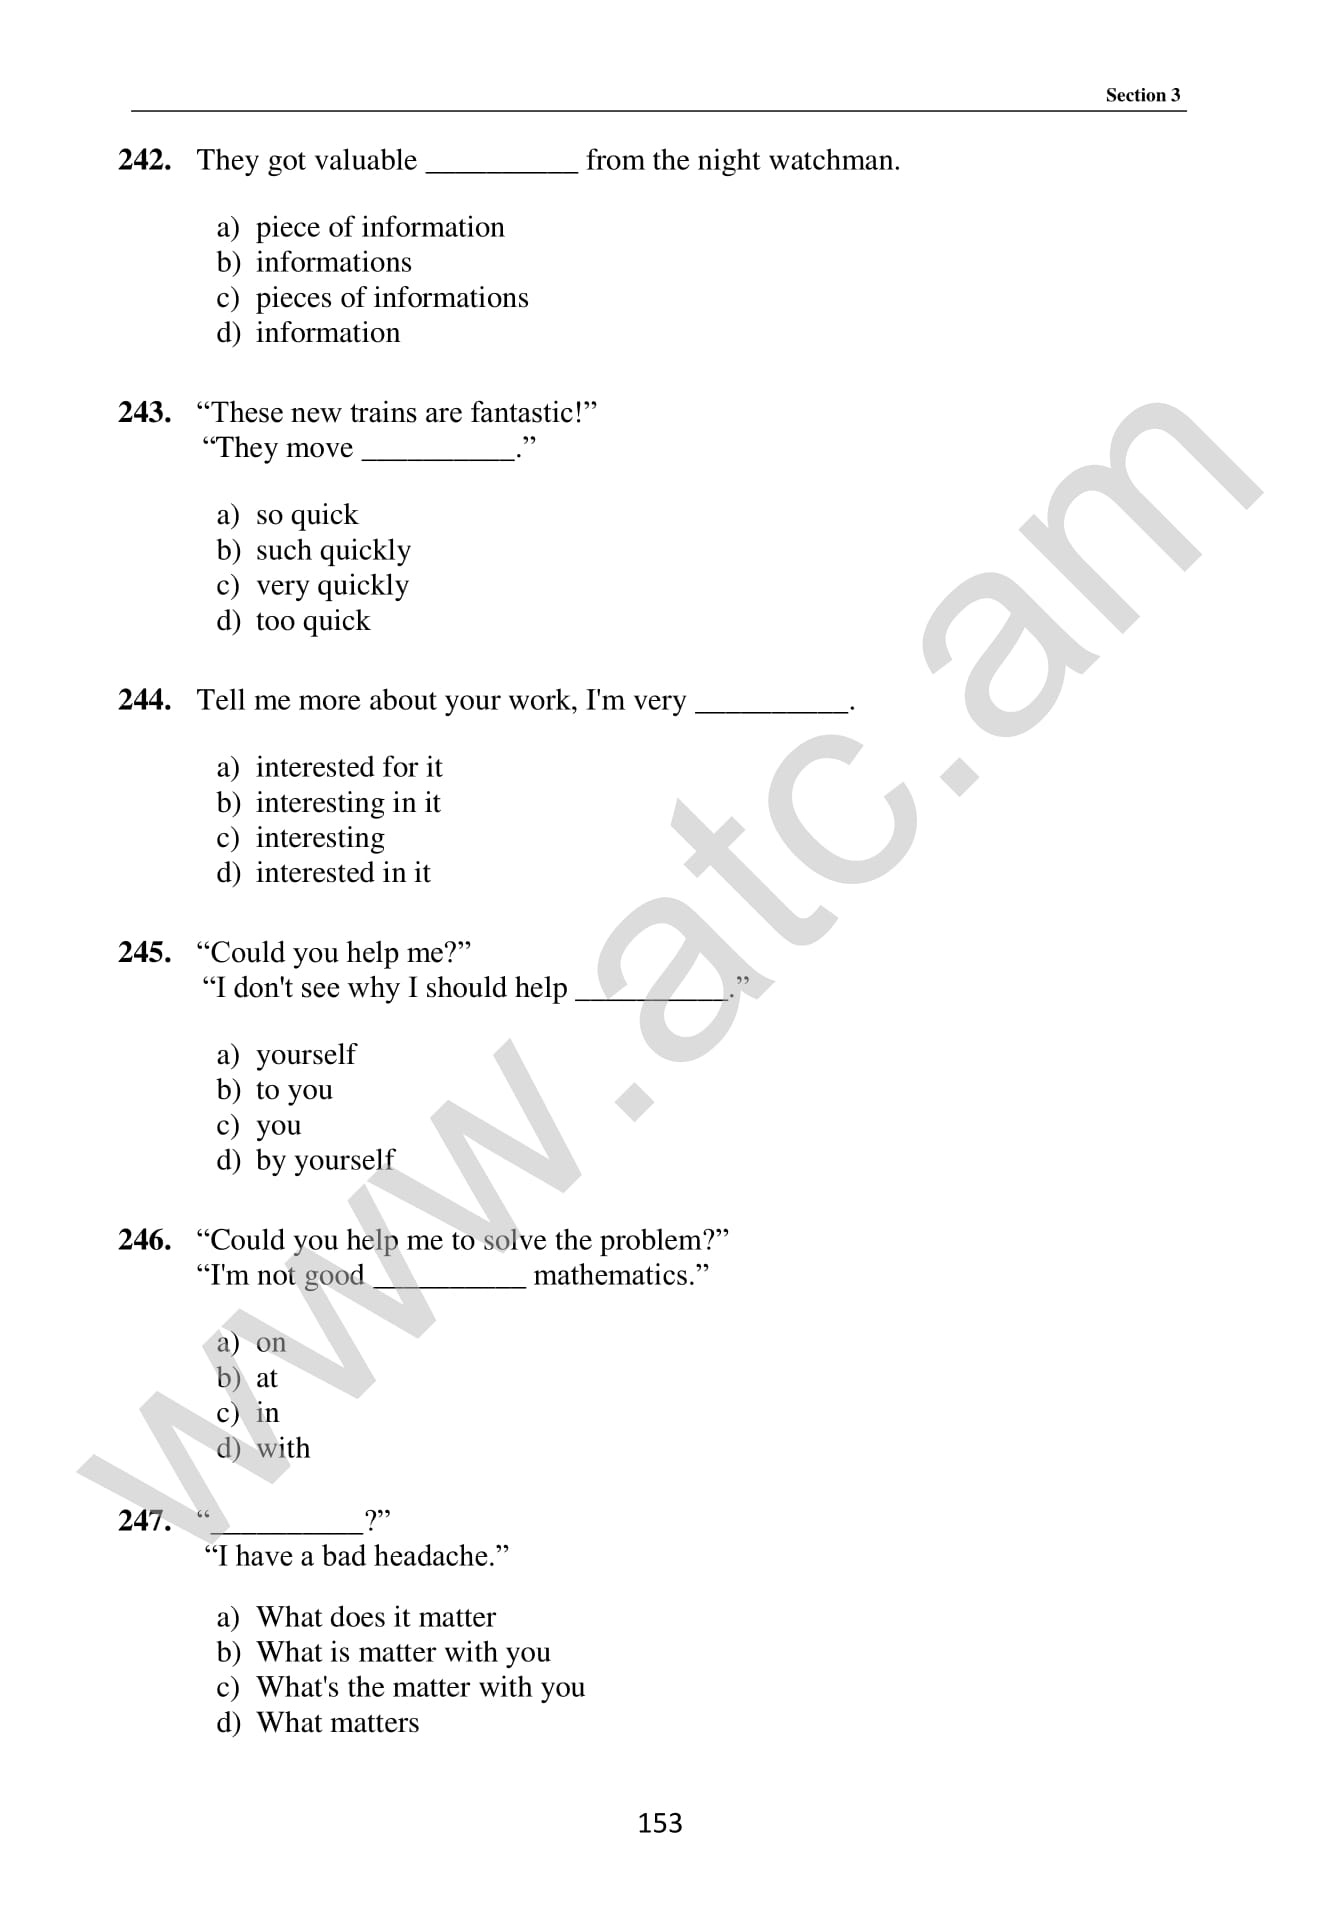 Section 3
242. They got valuable __________ from the night watchman.
a) piece of information
b) informations
c) pieces of informations
d) information
243. “These new trains are fantastic!”
“They move __________.”
a) so quick
b) such quickly
c) very quickly
d) too quick
244. Tell me more about your work, I'm very __________.
a) interested for it
b) interesting in it
c) interesting
d) interested in it
245. “Could you help me?”
“I don't see why I should help __________.”
a) yourself
b) to you
c) you
d) by yourself
246. “Could you help me to solve the problem?”
“I'm not good __________ mathematics.”
a) on
b) at
c) in
d) with
247. “__________?”
“I have a bad headache.”
a) What does it matter
b) What is matter with you
c) What's the matter with you
d) What matters
153
www.atc.am